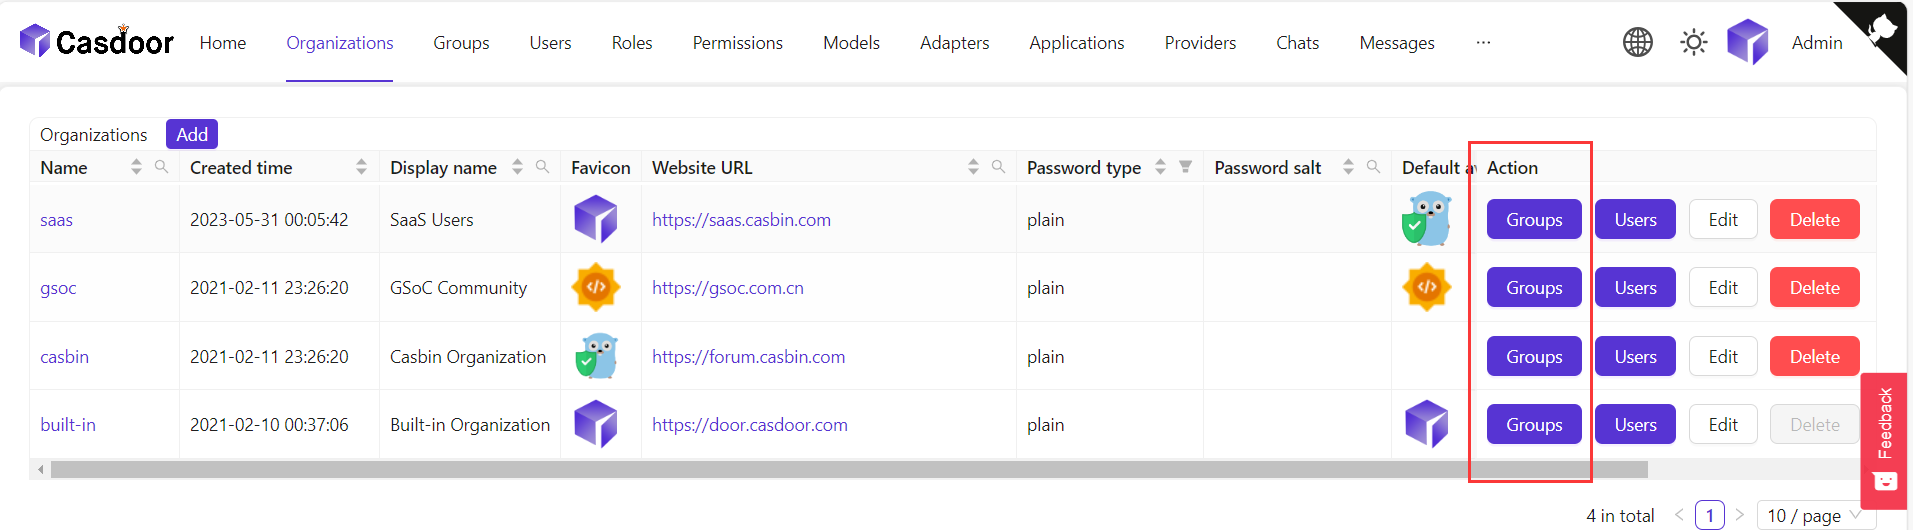 Casdoor Home Organizations Groups Users Roles Permissions Models Adapters Applications Providers Chats Messages ··· Admin
Organizations Add
Name Created time Display name Favicon Website URL Password type Password salt Default av Action
saas 2023-05-31 00:05:42 SaaS Users https://saas.casbin.com plain Groups Users Edit Delete
gsoc 2021-02-11 23:26:20 GSoC Community https://gsoc.com.cn plain Groups Users Edit Delete
casbin 2021-02-11 23:26:20 Casbin Organization https://forum.casbin.com plain Groups Users Edit Delete
built-in 2021-02-10 00:37:06 Built-in Organization https://door.casdoor.com plain Groups Users Edit Delete
Feedback
4 in total < 1 > 10 / page